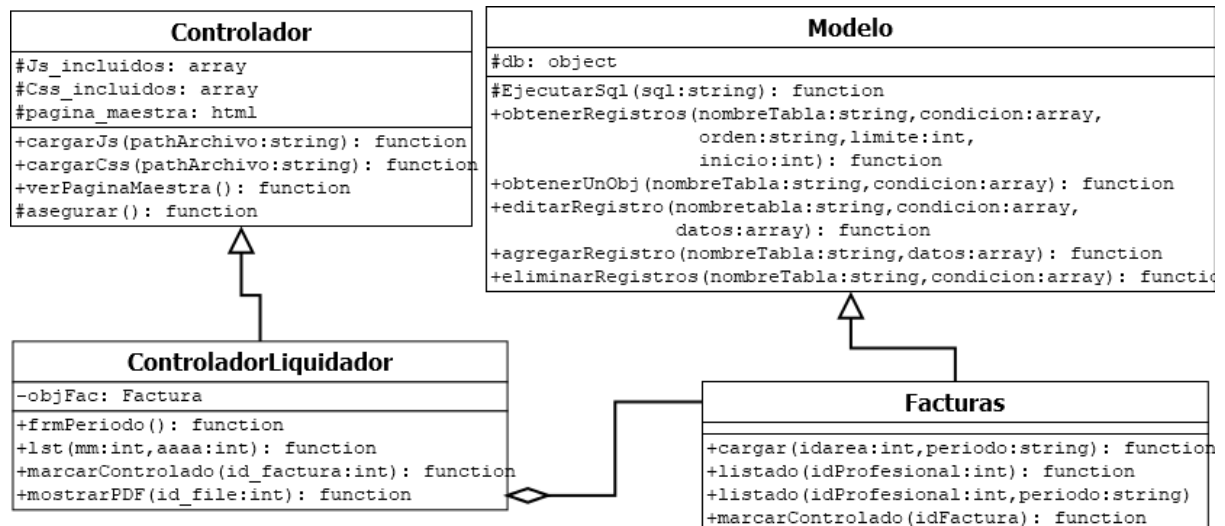 Controlador
#Js_incluidos: array
#Css_incluidos: array
#pagina_maestra: html
+cargarJs(pathArchivo:string): function
+cargarCss(pathArchivo:string): function
+verPaginaMaestra(): function
#asegurar(): function
Modelo
#db: object
#EjecutarSql(sql:string): function
+obtenerRegistros(nombreTabla:string,condicion:array,
orden:string,limite:int,
inicio:int): function
+obtenerUnObj(nombreTabla:string,condicion:array): function
+editarRegistro(nombretabla:string,condicion:array,
datos:array): function
+agregarRegistro(nombreTabla:string,datos:array): function
+eliminarRegistros(nombreTabla:string,condicion:array): functio
ControladorLiquidador
-objFac: Factura
+frmPeriodo(): function
+lst(mm:int,aaaa:int): function
+marcarControlado(id_factura:int): function
+mostrarPDF(id_file:int): function
Facturas
+cargar(idarea:int,periodo:string): function
+listado(idProfesional:int): function
+listado(idProfesional:int,periodo:string)
+marcarControlado(idFactura): function